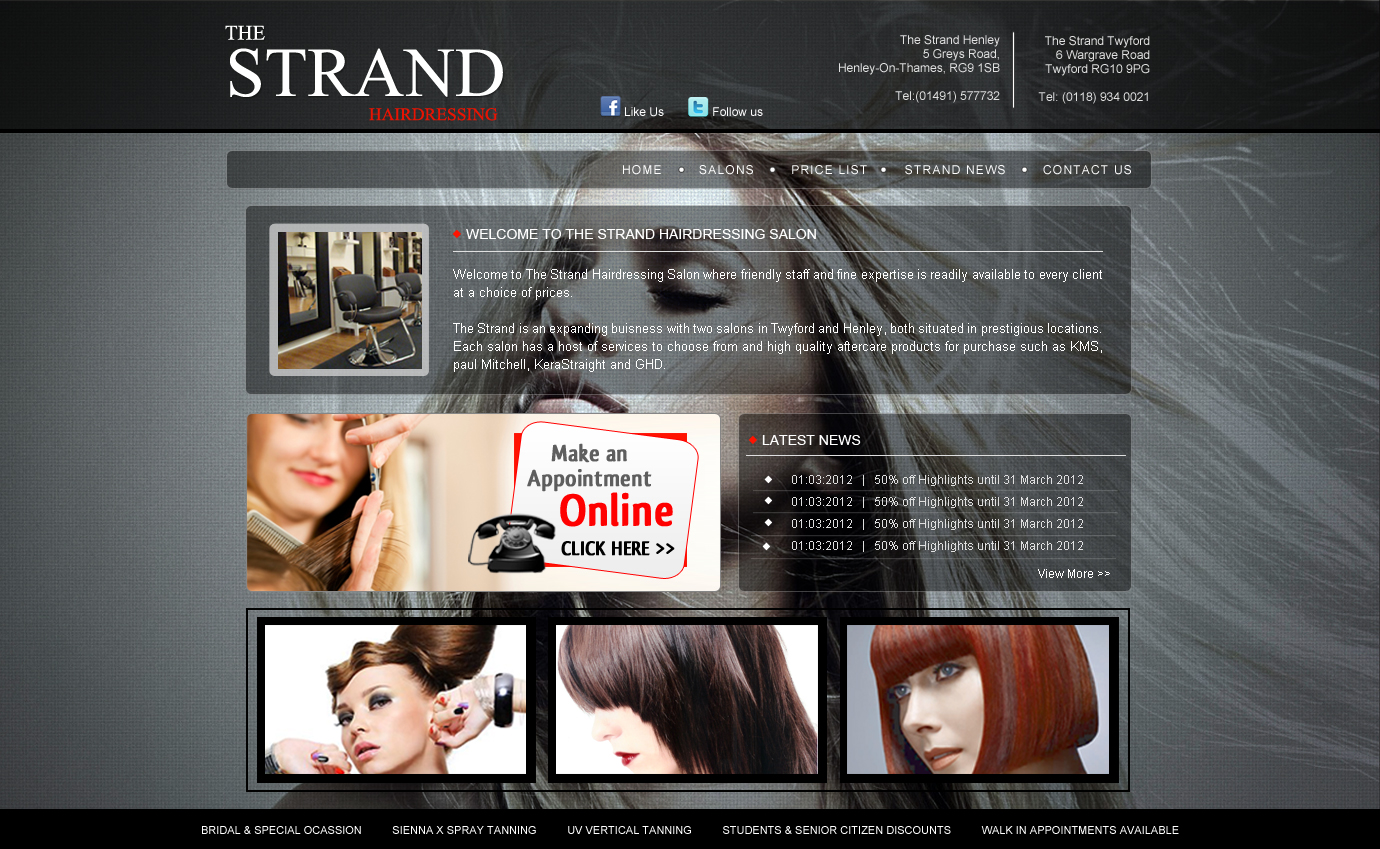 THE
STRAND
HAIRDRESSING
Like Us
Follow us
The Strand Henley
5 Greys Road,
Henley-On-Thames, RG9 1SB
Tel:(01491) 577732
The Strand Twyford
6 Wargrave Road
Twyford RG10 9PG
Tel: (0118) 934 0021
HOME • SALONS • PRICE LIST • STRAND NEWS • CONTACT US
WELCOME TO THE STRAND HAIRDRESSING SALON
Welcome to The Strand Hairdressing Salon where friendly staff and fine expertise is readily available to every client
at a choice of prices.
The Strand is an expanding buisness with two salons in Twyford and Henley, both situated in prestigious locations.
Each salon has a host of services to choose from and high quality aftercare products for purchase such as KMS,
paul Mitchell, KeraStraight and GHD.
Make an
Appointment
Online
CLICK HERE >>
LATEST NEWS
01:03:2012 | 50% off Highlights until 31 March 2012
01:03:2012 | 50% off Highlights until 31 March 2012
01:03:2012 | 50% off Highlights until 31 March 2012
01:03:2012 | 50% off Highlights until 31 March 2012
View More >>
BRIDAL & SPECIAL OCASSION SIENNA X SPRAY TANNING UV VERTICAL TANNING STUDENTS & SENIOR CITIZEN DISCOUNTS WALK IN APPOINTMENTS AVAILABLE